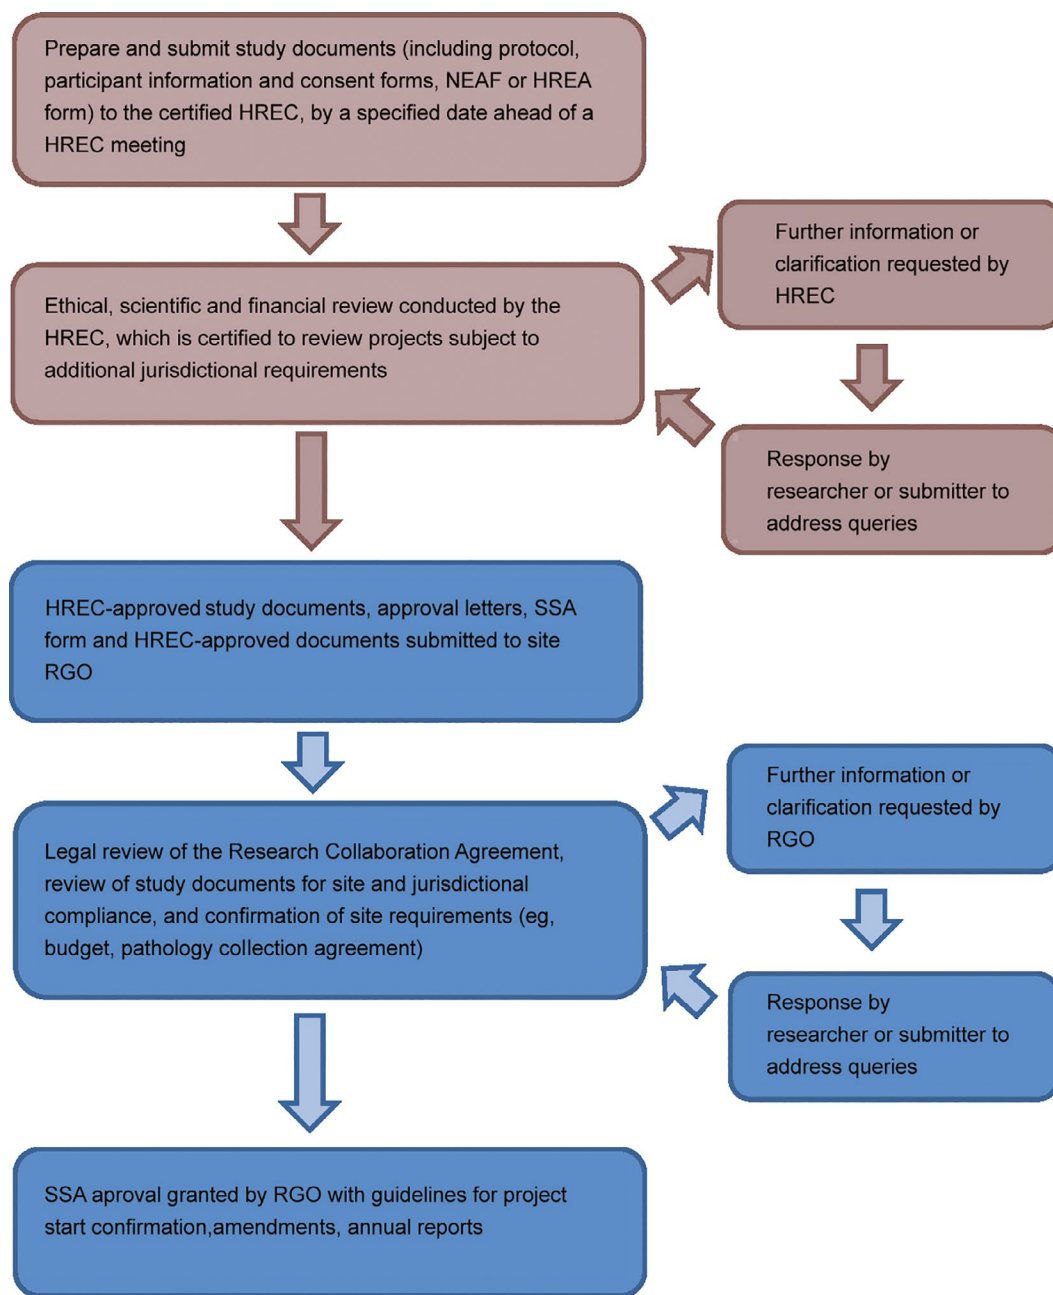 Prepare and submit study documents (including protocol,
participant information and consent forms, NEAF or HREA
form) to the certified HREC, by a specified date ahead of a
HREC meeting
Further information or
clarification requested by
HREC
Ethical, scientific and financial review conducted by the
HREC, which is certified to review projects subject to
additional jurisdictional requirements
Response by
researcher or submitter to
address queries
HREC-approved study documents, approval letters, SSA
form and HREC-approved documents submitted to site
RGO
Further information or
clarification requested by
RGO
Legal review of the Research Collaboration Agreement,
review of study documents for site and jurisdictional
compliance, and confirmation of site requirements (eg,
budget, pathology collection agreement)
Response by
researcher or submitter to
address queries
SSA aproval granted by RGO with guidelines for project
start confirmation,amendments, annual reports